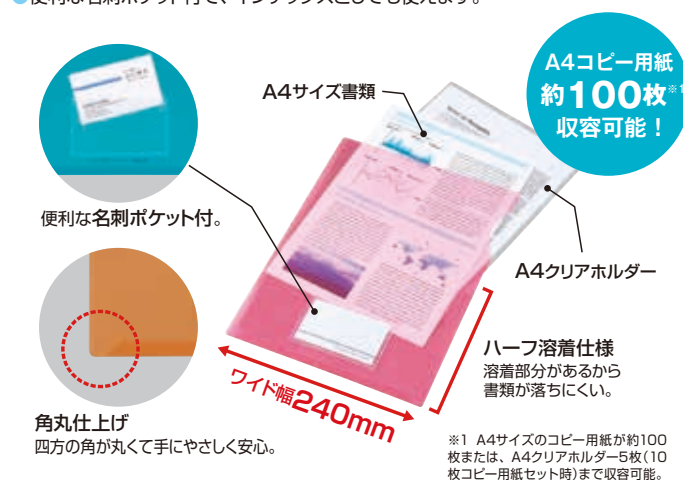 ●便利な名刺ポケット付で、インデックスとしても使えます。
A4コピー用紙
約100枚※1
収容可能！
A4サイズ書類
便利な名刺ポケット付。
A4クリアホルダー
ハーフ溶着仕様
溶着部分があるから
書類が落ちにくい。
ワイド幅240mm
角丸仕上げ
四方の角が丸くて手にやさしく安心。
※1 A4サイズのコピー用紙が約100
枚または、A4クリアホルダー5枚（10
枚コピー用紙セット時）まで収容可能。